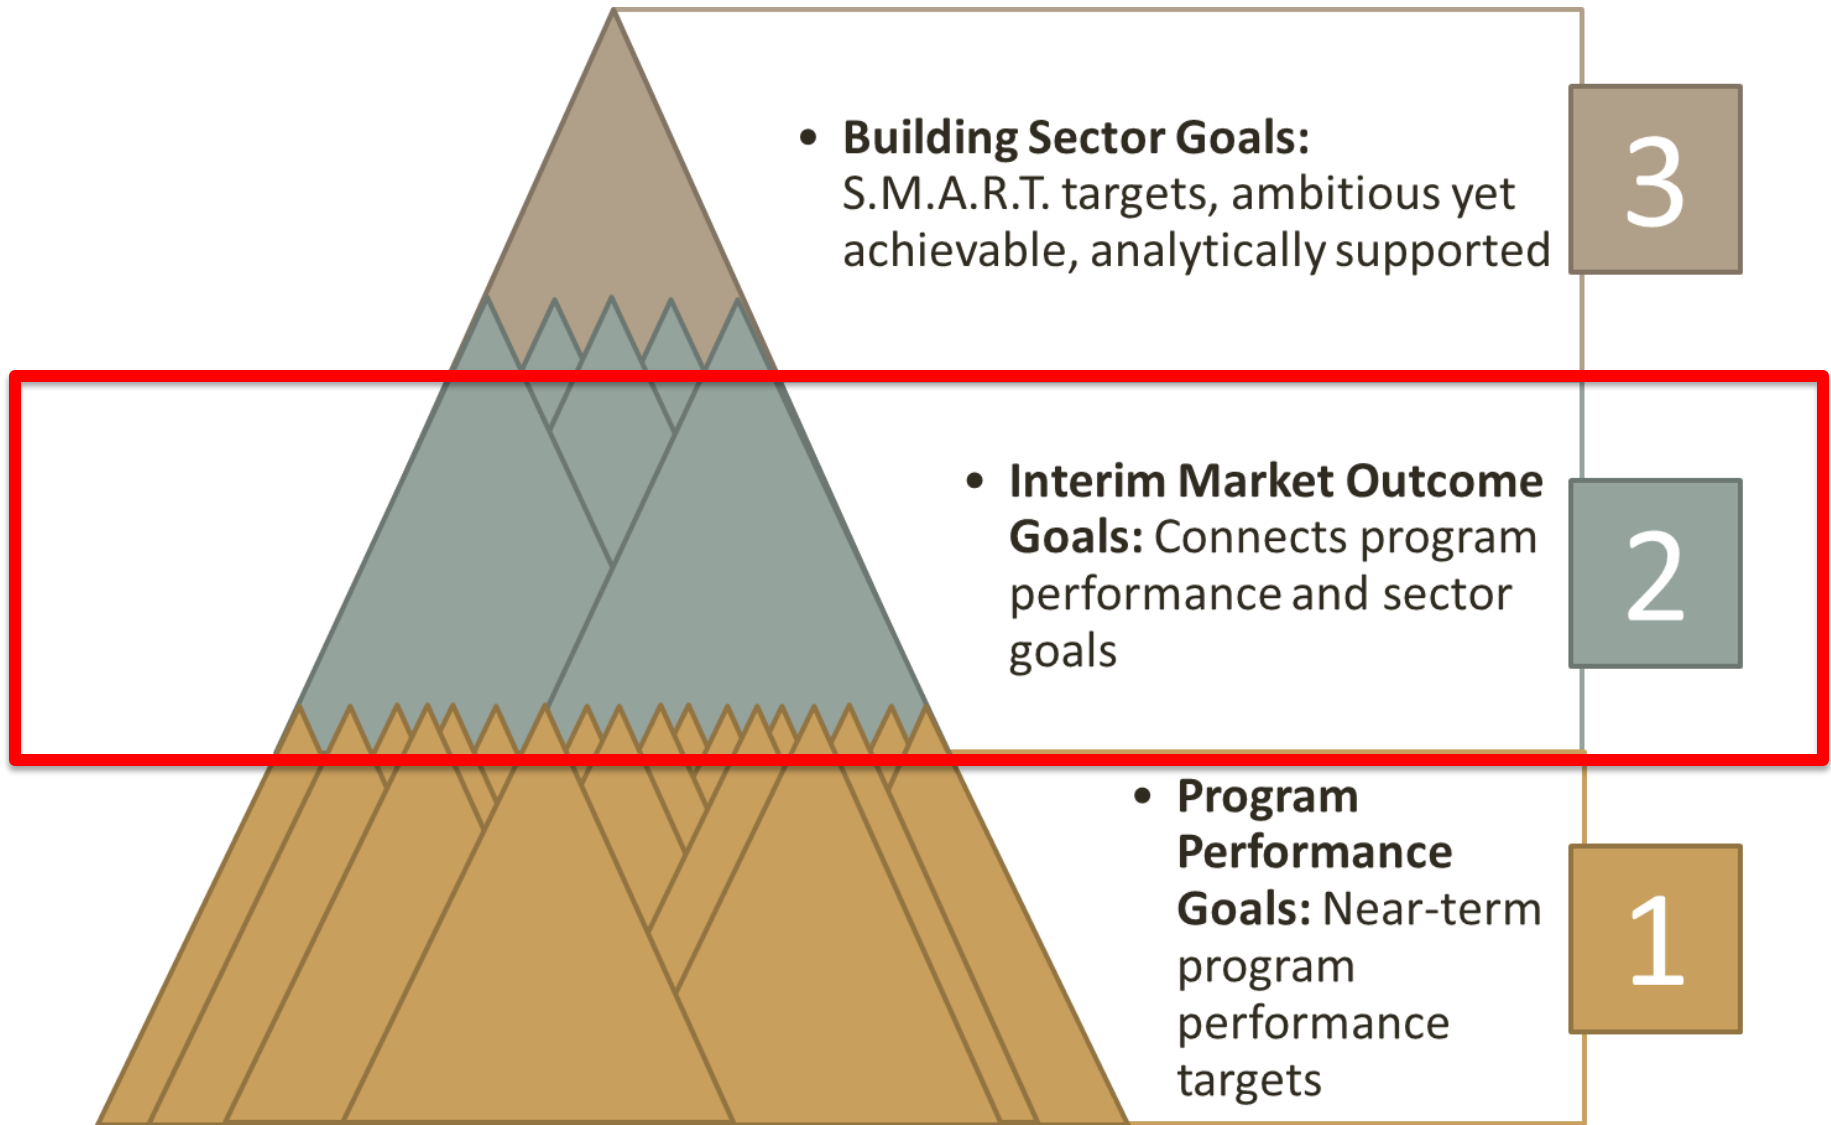 • Building Sector Goals:
S.M.A.R.T. targets, ambitious yet
achievable, analytically supported
3
• Interim Market Outcome
Goals: Connects program
performance and sector
goals
2
• Program
Performance
Goals: Near-term
program
performance
targets
1